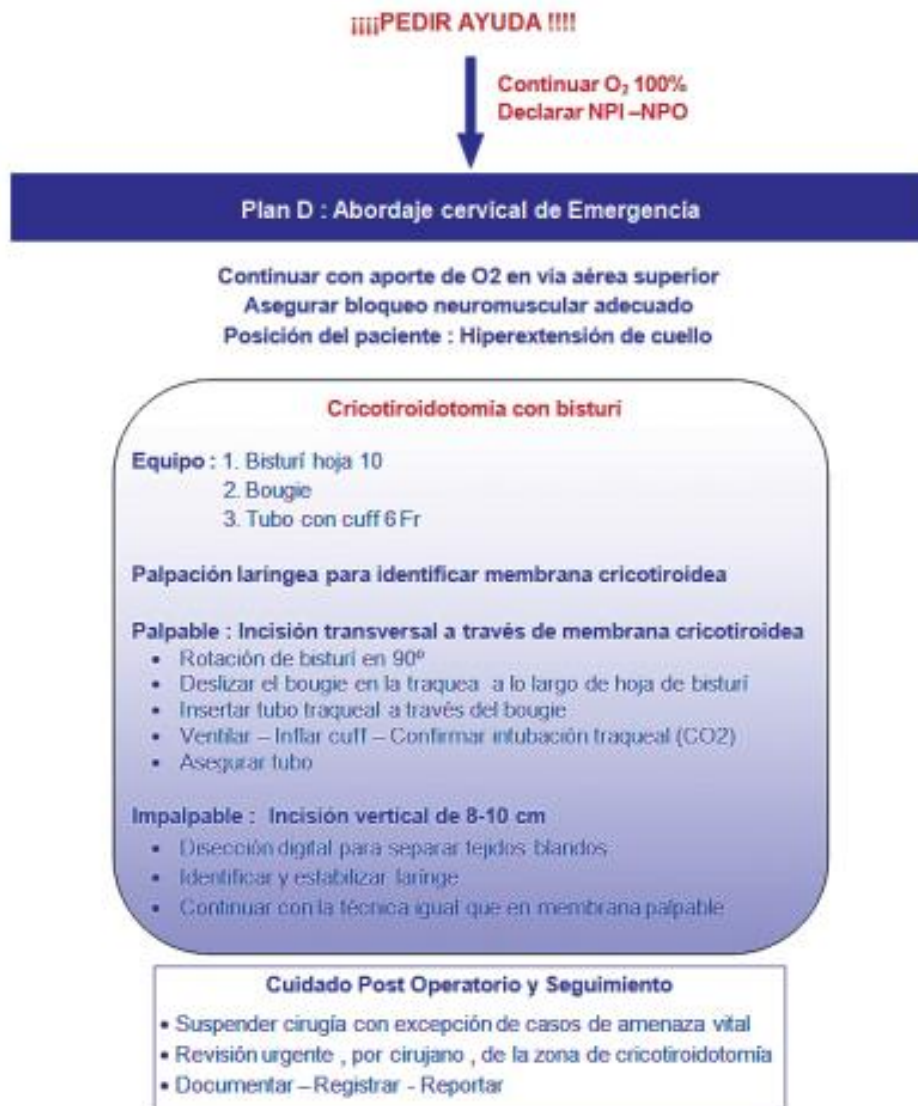 ¡¡¡¡PEDIR AYUDA !!!!
Continuar O₂ 100%
Declarar NPI –NPO
Plan D : Abordaje cervical de Emergencia
Continuar con aporte de O2 en vía aérea superior
Asegurar bloqueo neuromuscular adecuado
Posición del paciente : Hiperextensión de cuello
Cricotiroidotomía con bisturí
Equipo : 1. Bisturí hoja 10
2. Bougie
3. Tubo con cuff 6 Fr
Palpación laríngea para identificar membrana cricotiroidea
Palpable : Incisión transversal a través de membrana cricotiroidea
• Rotación de bisturí en 90º
• Deslizar el bougie en la traquea a lo largo de hoja de bisturí
• Insertar tubo traqueal a través del bougie
• Ventilar – Inflar cuff – Confirmar intubación traqueal (CO2)
• Asegurar tubo
Impalpable : Incisión vertical de 8-10 cm
• Disección digital para separar tejidos blandos
• Identificar y estabilizar laringe
• Continuar con la técnica igual que en membrana palpable
Cuidado Post Operatorio y Seguimiento
• Suspender cirugía con excepción de casos de amenaza vital
• Revisión urgente , por cirujano , de la zona de cricotiroidotomía
• Documentar – Registrar - Reportar